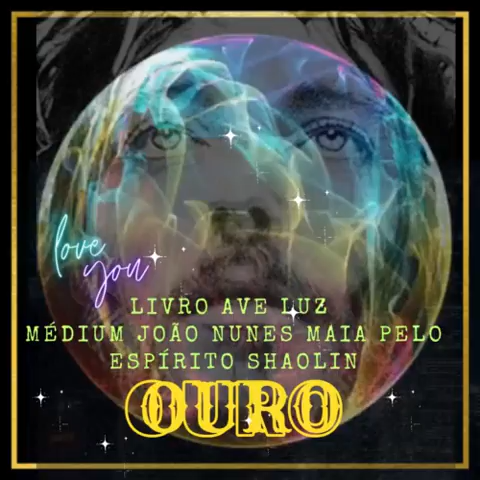 love
you
LIVRO AVE LUZ
MÉDIUM JOÃO NUNES MAIA PELO
ESPÍRITO SHAOLIN
OURO